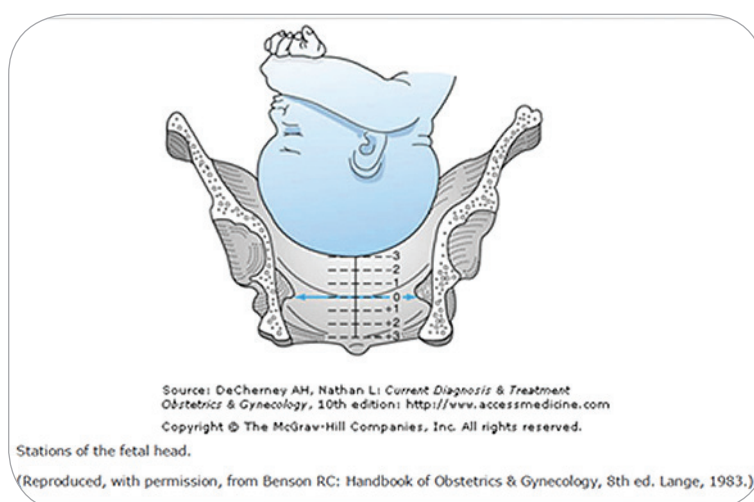 -3
-2
-1
0
+1
+2
+3
Source: DeCherney AH, Nathan L: Current Diagnosis & Treatment
Obstetrics & Gynecology, 10th edition: http://www.accessmedicine.com
Copyright © The McGraw-Hill Companies, Inc. All rights reserved.
Stations of the fetal head.
(Reproduced, with permission, from Benson RC: Handbook of Obstetrics & Gynecology, 8th ed. Lange, 1983.)